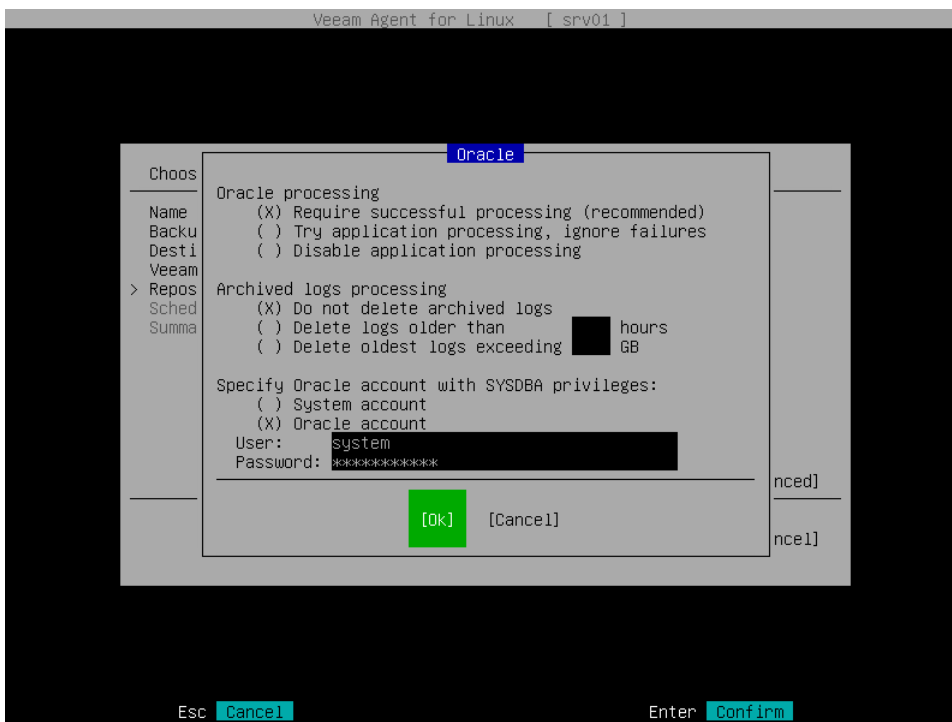 Veeam Agent for Linux [ srv01 ]
Oracle
Choos
Oracle processing
Name (X) Require successful processing (recommended)
Backu ( ) Try application processing, ignore failures
Desti ( ) Disable application processing
Veeam
> Repos Archived logs processing
Sched (X) Do not delete archived logs
Summa ( ) Delete logs older than hours
( ) Delete oldest logs exceeding GB
Specify Oracle account with SYSDBA privileges:
( ) System account
(X) Oracle account
User: system
Password: ***********
nced]
[Ok] [Cancel]
ncel]
Esc Cancel Enter Confirm